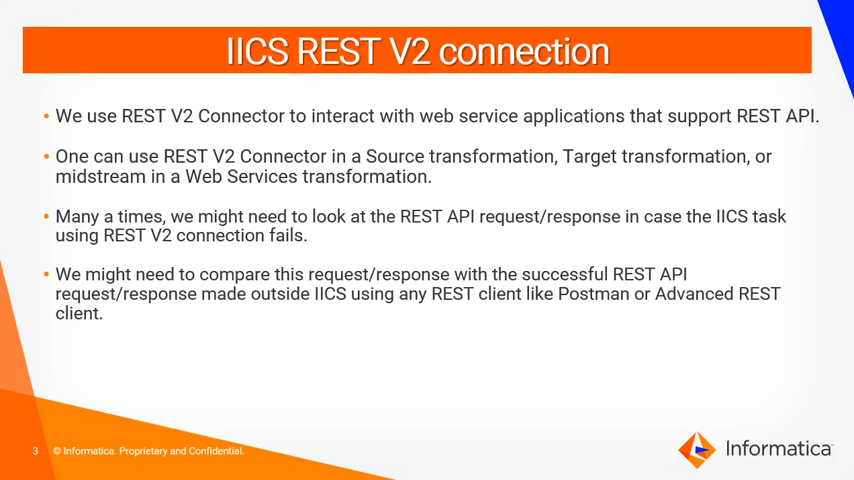 IICS REST V2 connection
• We use REST V2 Connector to interact with web service applications that support REST API.
• One can use REST V2 Connector in a Source transformation, Target transformation, or
midstream in a Web Services transformation.
• Many a times, we might need to look at the REST API request/response in case the IICS task
using REST V2 connection fails.
• We might need to compare this request/response with the successful REST API
request/response made outside IICS using any REST client like Postman or Advanced REST
client.
3 © Informatica. Proprietary and Confidential.
Informatica